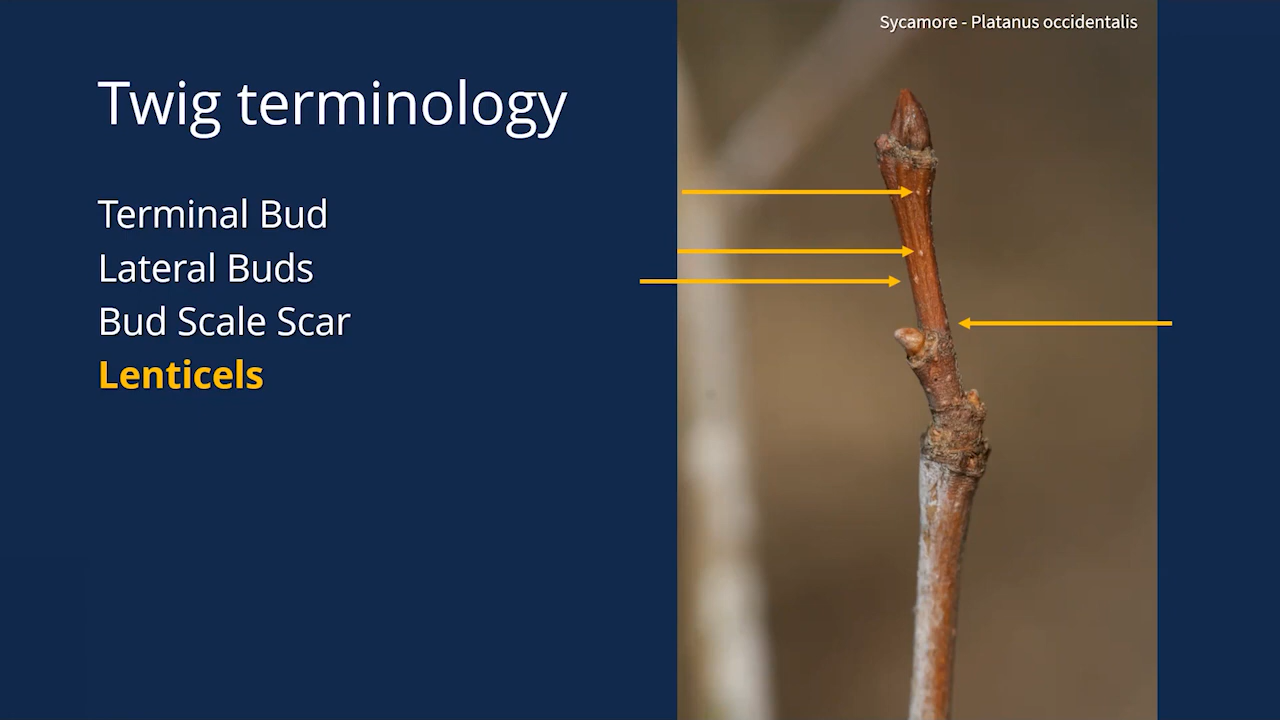 Sycamore - Platanus occidentalis
Twig terminology
Terminal Bud
Lateral Buds
Bud Scale Scar
Lenticels